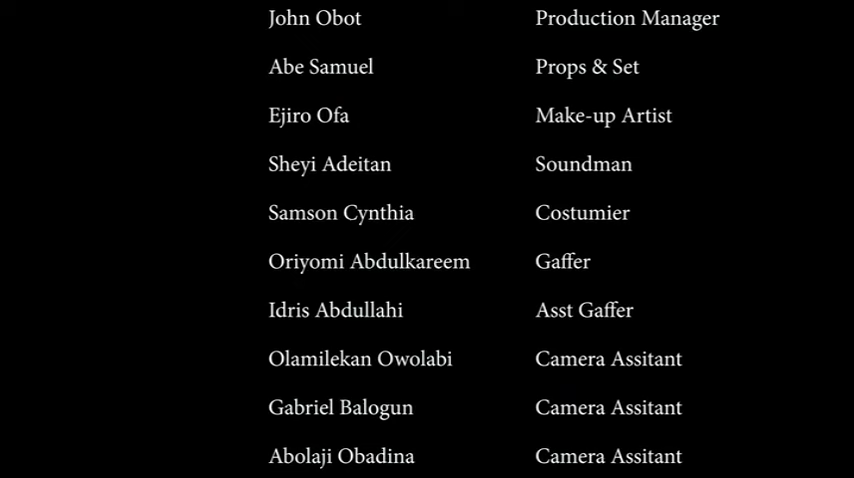 John Obot Production Manager
Abe Samuel Props & Set
Ejiro Ofa Make-up Artist
Sheyi Adeitan Soundman
Samson Cynthia Costumier
Oriyomi Abdulkareem Gaffer
Idris Abdullahi Asst Gaffer
Olamilekan Owolabi Camera Assitant
Gabriel Balogun Camera Assitant
Abolaji Obadina Camera Assitant